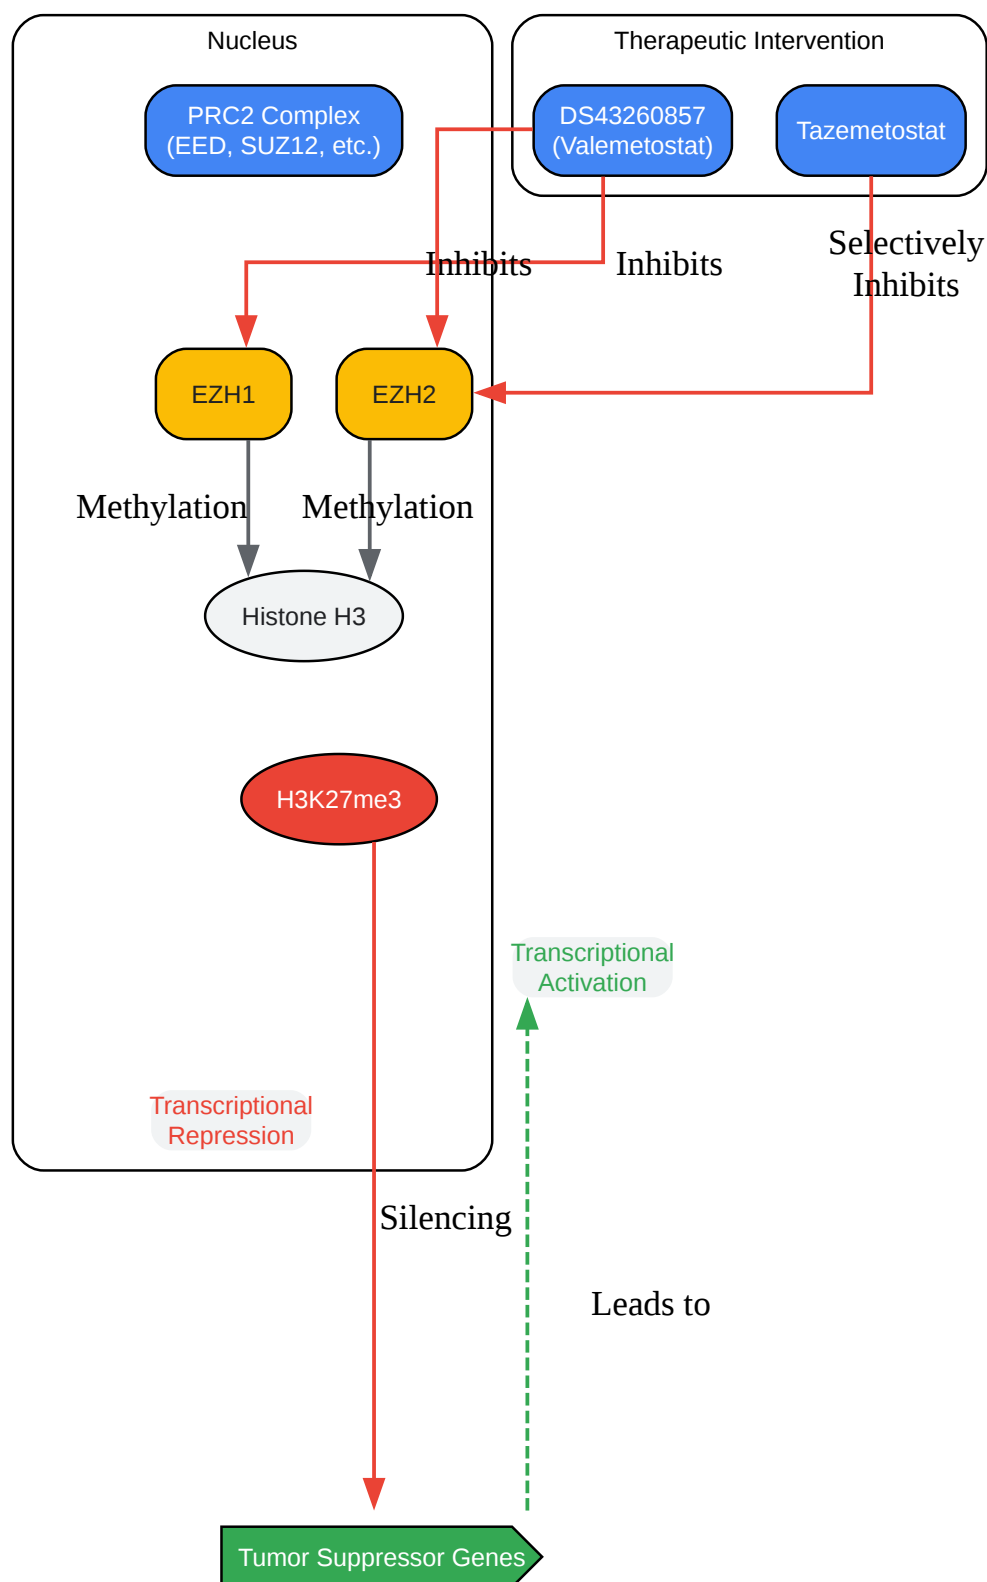 Nucleus
Therapeutic Intervention
PRC2 Complex
(EED, SUZ12, etc.)
DS43260857
(Valemetostat)
Tazemetostat
Inhibits
Inhibits
Selectively
Inhibits
EZH1
EZH2
Methylation
Methylation
Histone H3
H3K27me3
Transcriptional
Activation
Transcriptional
Repression
Silencing
Leads to
Tumor Suppressor Genes